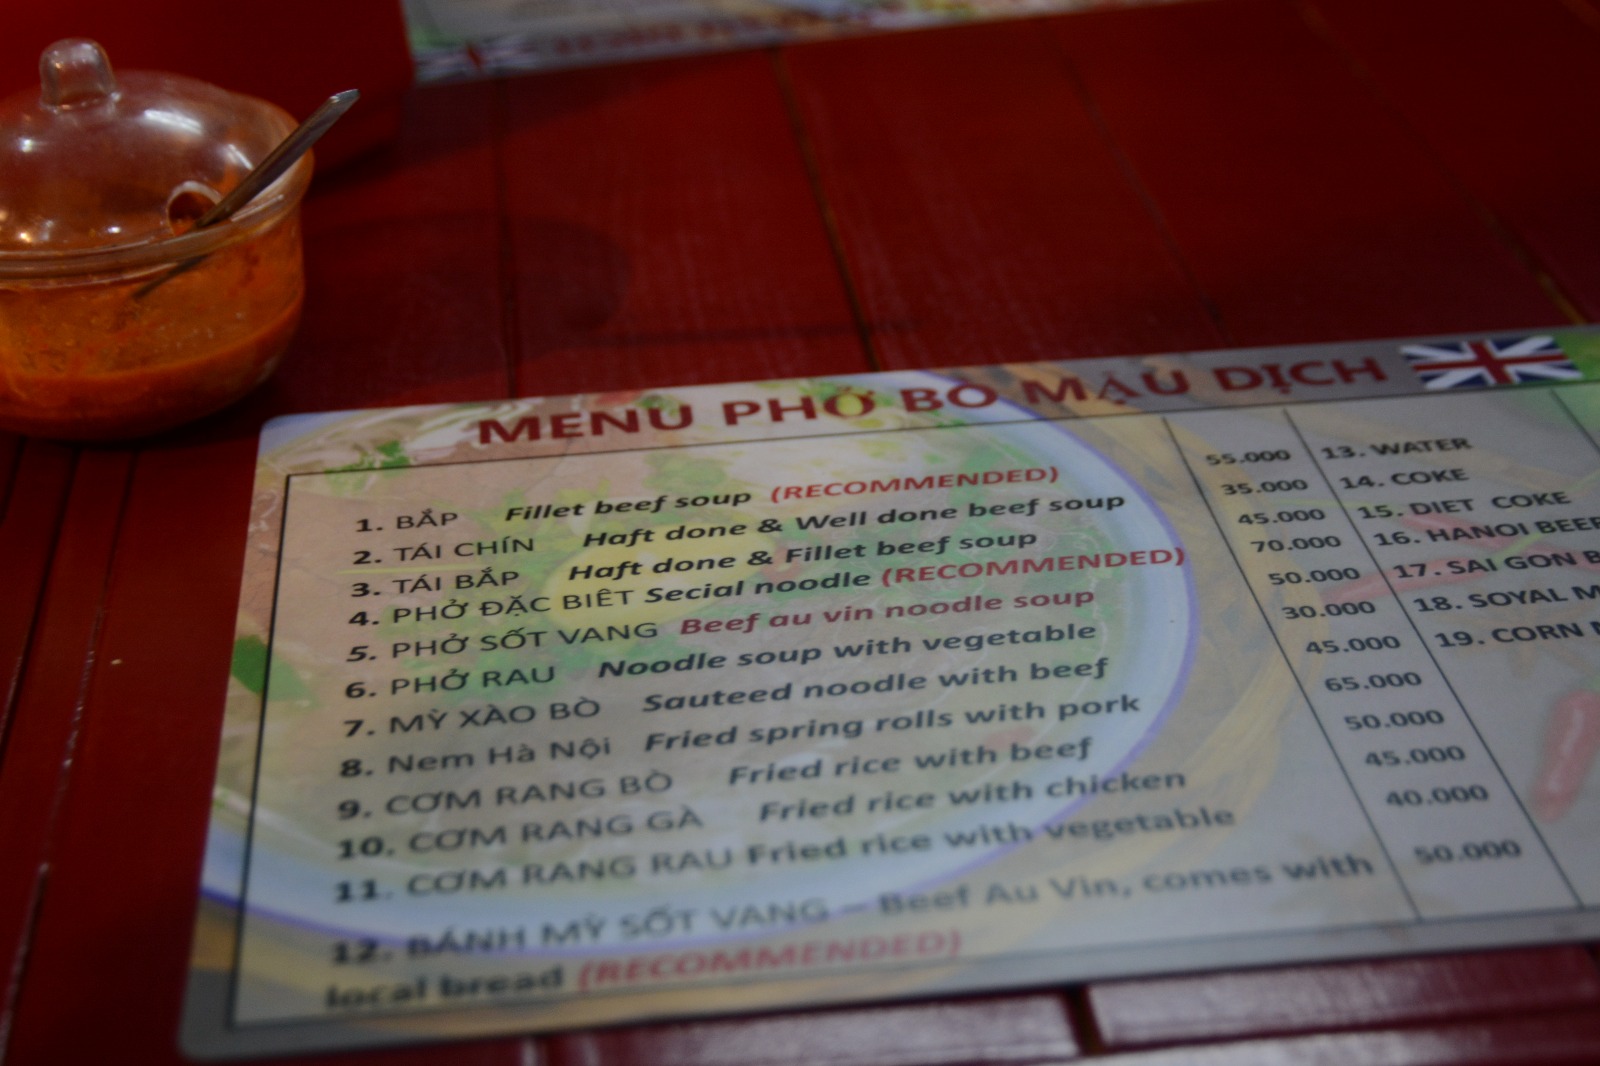 MENU PHỞ BÒ MẬU DỊCH
1. BẮP Fillet beef soup (RECOMMENDED)
2. TÁI CHÍN Haft done & Well done beef soup
3. TÁI BẮP Haft done & Fillet beef soup
4. PHỞ ĐẶC BIỆT Secial noodle (RECOMMENDED)
5. PHỞ SỐT VANG Beef au vin noodle soup
6. PHỞ RAU Noodle soup with vegetable
7. MỲ XÀO BÒ Sauteed noodle with beef
8. Nem Hà Nội Fried spring rolls with pork
9. CƠM RANG BÒ Fried rice with beef
10. CƠM RANG GÀ Fried rice with chicken
11. CƠM RANG RAU Fried rice with vegetable
12. BÁNH MỲ SỐT VANG – Beef Au Vin, comes with
local bread (RECOMMENDED)
55.000
35.000
45.000
70.000
50.000
30.000
45.000
65.000
50.000
45.000
40.000
50.000
13. WATER
14. COKE
15. DIET COKE
16. HANOI BEER
17. SAI GON B
18. SOYAL M
19. CORN